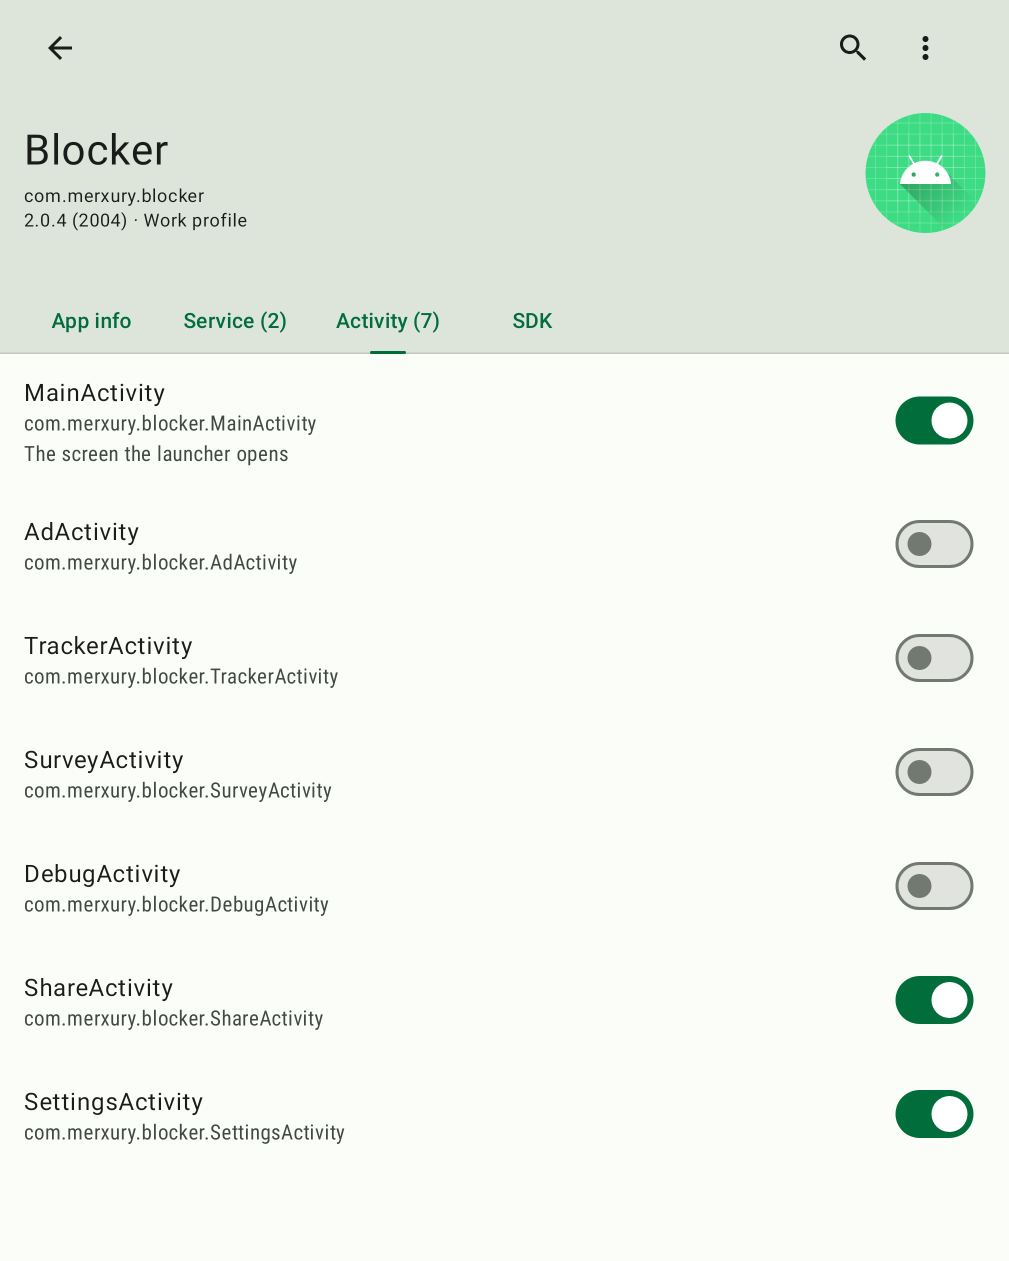 Blocker
com.merxury.blocker
2.0.4 (2004) · Work profile
App info
Service (2)
Activity (7)
SDK
MainActivity
com.merxury.blocker.MainActivity
The screen the launcher opens
AdActivity
com.merxury.blocker.AdActivity
TrackerActivity
com.merxury.blocker.TrackerActivity
SurveyActivity
com.merxury.blocker.SurveyActivity
DebugActivity
com.merxury.blocker.DebugActivity
ShareActivity
com.merxury.blocker.ShareActivity
SettingsActivity
com.merxury.blocker.SettingsActivity